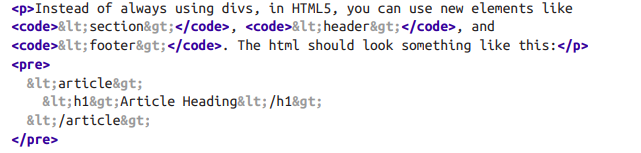 <p>Instead of always using divs, in HTML5, you can use new elements like
<code>&lt;section&gt;</code>, <code>&lt;header&gt;</code>, and
<code>&lt;footer&gt;</code>. The html should look something like this:</p>
<pre>
  &lt;article&gt;
    &lt;h1&gt;Article Heading&lt;/h1&gt;
  &lt;/article&gt;
</pre>